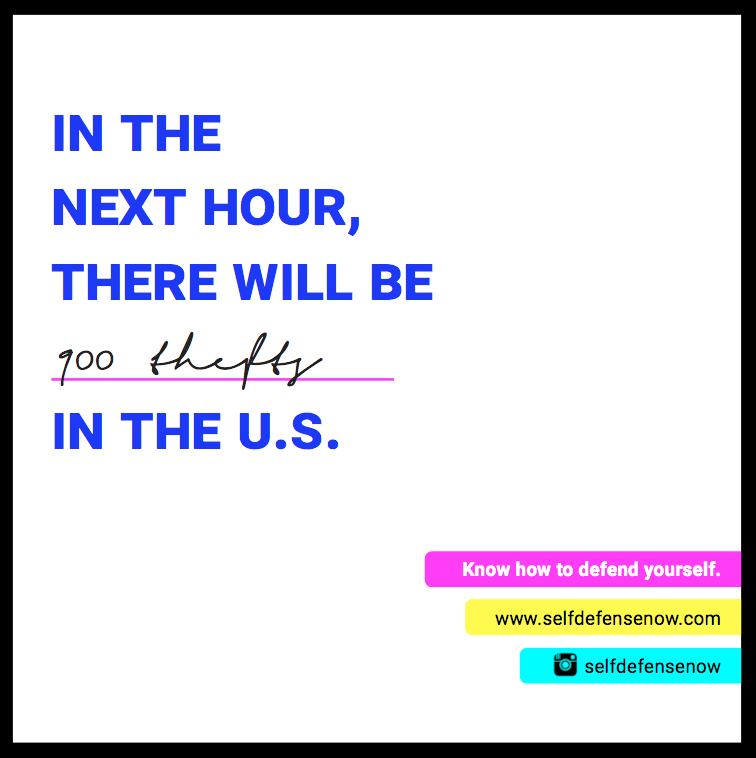 IN THE
NEXT HOUR,
THERE WILL BE
900 thefts
IN THE U.S.
Know how to defend yourself.
www.selfdefensenow.com
selfdefensenow